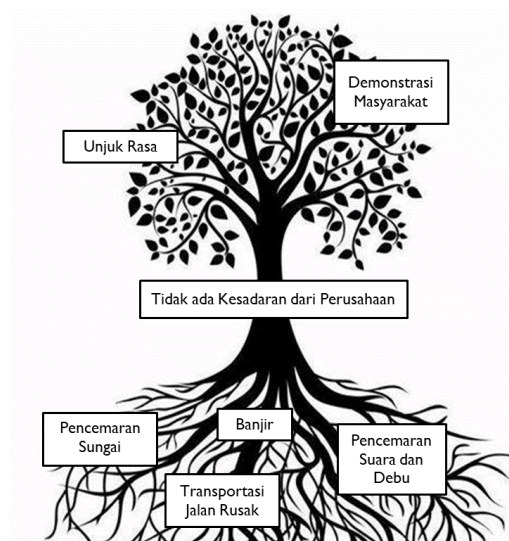 Demonstrasi
Masyarakat
Unjuk Rasa
Tidak ada Kesadaran dari Perusahaan
Pencemaran
Sungai
Banjir
Pencemaran
Suara dan
Debu
Transportasi
Jalan Rusak